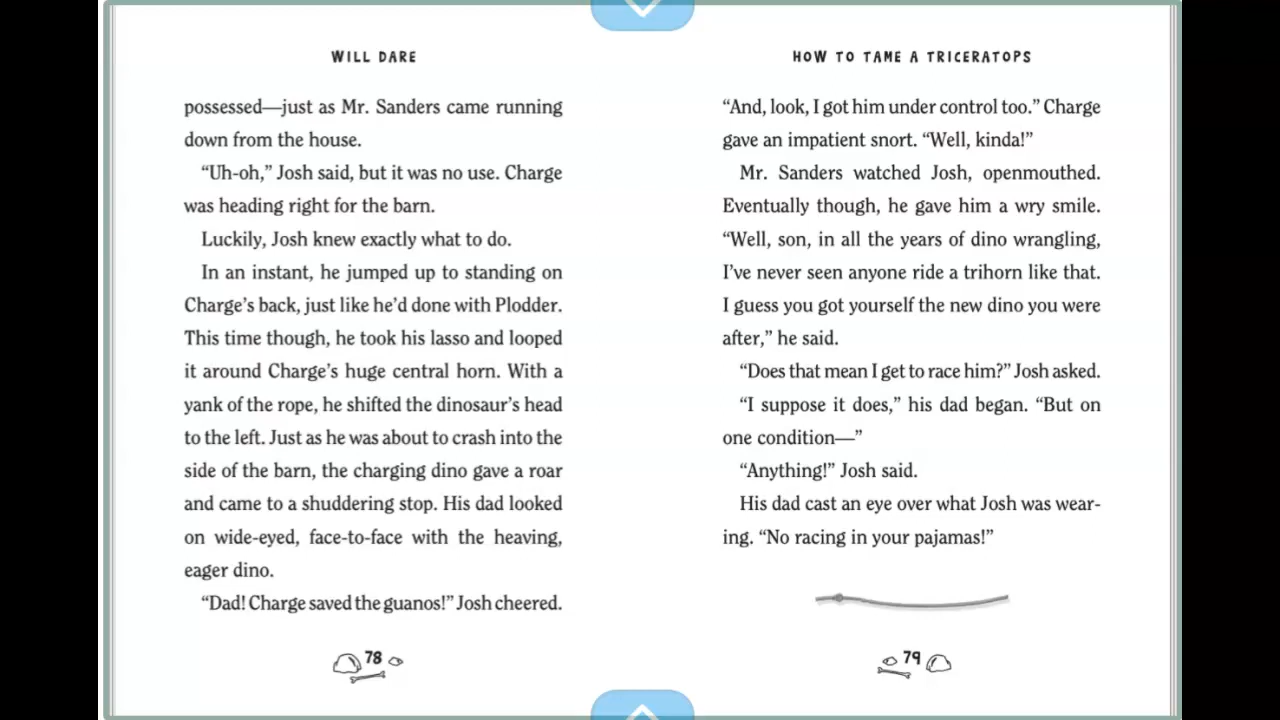 WILL DARE
possessed—just as Mr. Sanders came running
down from the house.
“Uh-oh,” Josh said, but it was no use. Charge
was heading right for the barn.
Luckily, Josh knew exactly what to do.
In an instant, he jumped up to standing on
Charge’s back, just like he’d done with Plodder.
This time though, he took his lasso and looped
it around Charge’s huge central horn. With a
yank of the rope, he shifted the dinosaur’s head
to the left. Just as he was about to crash into the
side of the barn, the charging dino gave a roar
and came to a shuddering stop. His dad looked
on wide-eyed, face-to-face with the heaving,
eager dino.
“Dad! Charge saved the guanos!” Josh cheered.
78
HOW TO TAME A TRICERATOPS
“And, look, I got him under control too.” Charge
gave an impatient snort. “Well, kinda!”
Mr. Sanders watched Josh, openmouthed.
Eventually though, he gave him a wry smile.
“Well, son, in all the years of dino wrangling,
I’ve never seen anyone ride a trihorn like that.
I guess you got yourself the new dino you were
after,” he said.
“Does that mean I get to race him?” Josh asked.
“I suppose it does,” his dad began. “But on
one condition—”
“Anything!” Josh said.
His dad cast an eye over what Josh was wear-
ing. “No racing in your pajamas!”
79